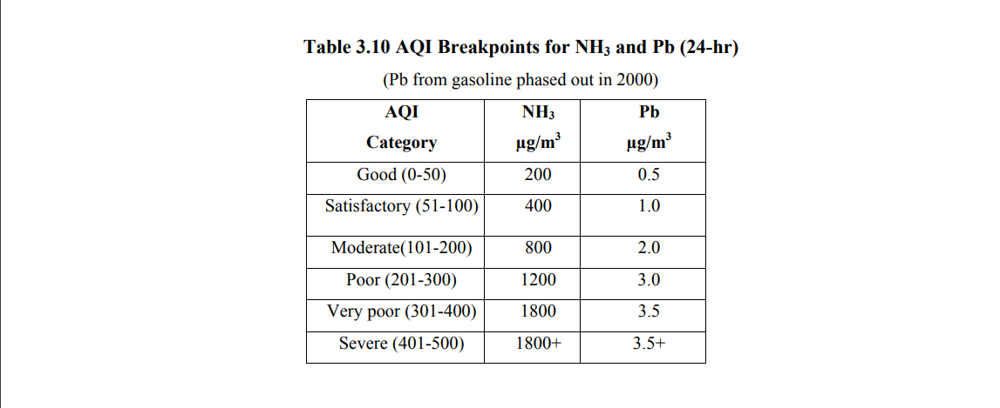 Table 3.10 AQI Breakpoints for NH₃ and Pb (24-hr)
(Pb from gasoline phased out in 2000)
AQI Category NH₃ µg/m³ Pb µg/m³
Good (0-50) 200 0.5
Satisfactory (51-100) 400 1.0
Moderate(101-200) 800 2.0
Poor (201-300) 1200 3.0
Very poor (301-400) 1800 3.5
Severe (401-500) 1800+ 3.5+